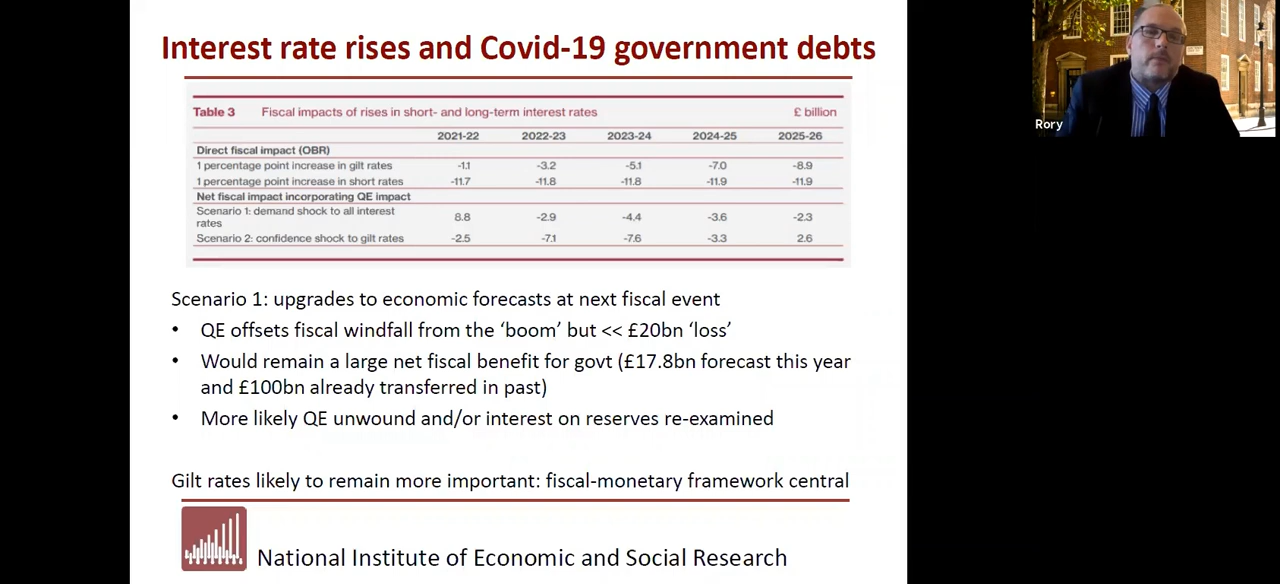 Interest rate rises and Covid-19 government debts
Table 3 Fiscal impacts of rises in short- and long-term interest rates £ billion
2021-22 2022-23 2023-24 2024-25 2025-26
Direct fiscal impact (OBR)
1 percentage point increase in gilt rates -1.1 -3.2 -5.1 -7.0 -8.9
1 percentage point increase in short rates -11.7 -11.8 -11.8 -11.9 -11.9
Net fiscal impact incorporating QE impact
Scenario 1: demand shock to all interest
rates 8.8 -2.9 -4.4 -3.6 -2.3
Scenario 2: confidence shock to gilt rates -2.5 -7.1 -7.6 -3.3 2.6
Scenario 1: upgrades to economic forecasts at next fiscal event
• QE offsets fiscal windfall from the ‘boom’ but << £20bn ‘loss’
• Would remain a large net fiscal benefit for govt (£17.8bn forecast this year
and £100bn already transferred in past)
• More likely QE unwound and/or interest on reserves re-examined
Gilt rates likely to remain more important: fiscal-monetary framework central
National Institute of Economic and Social Research
Rory